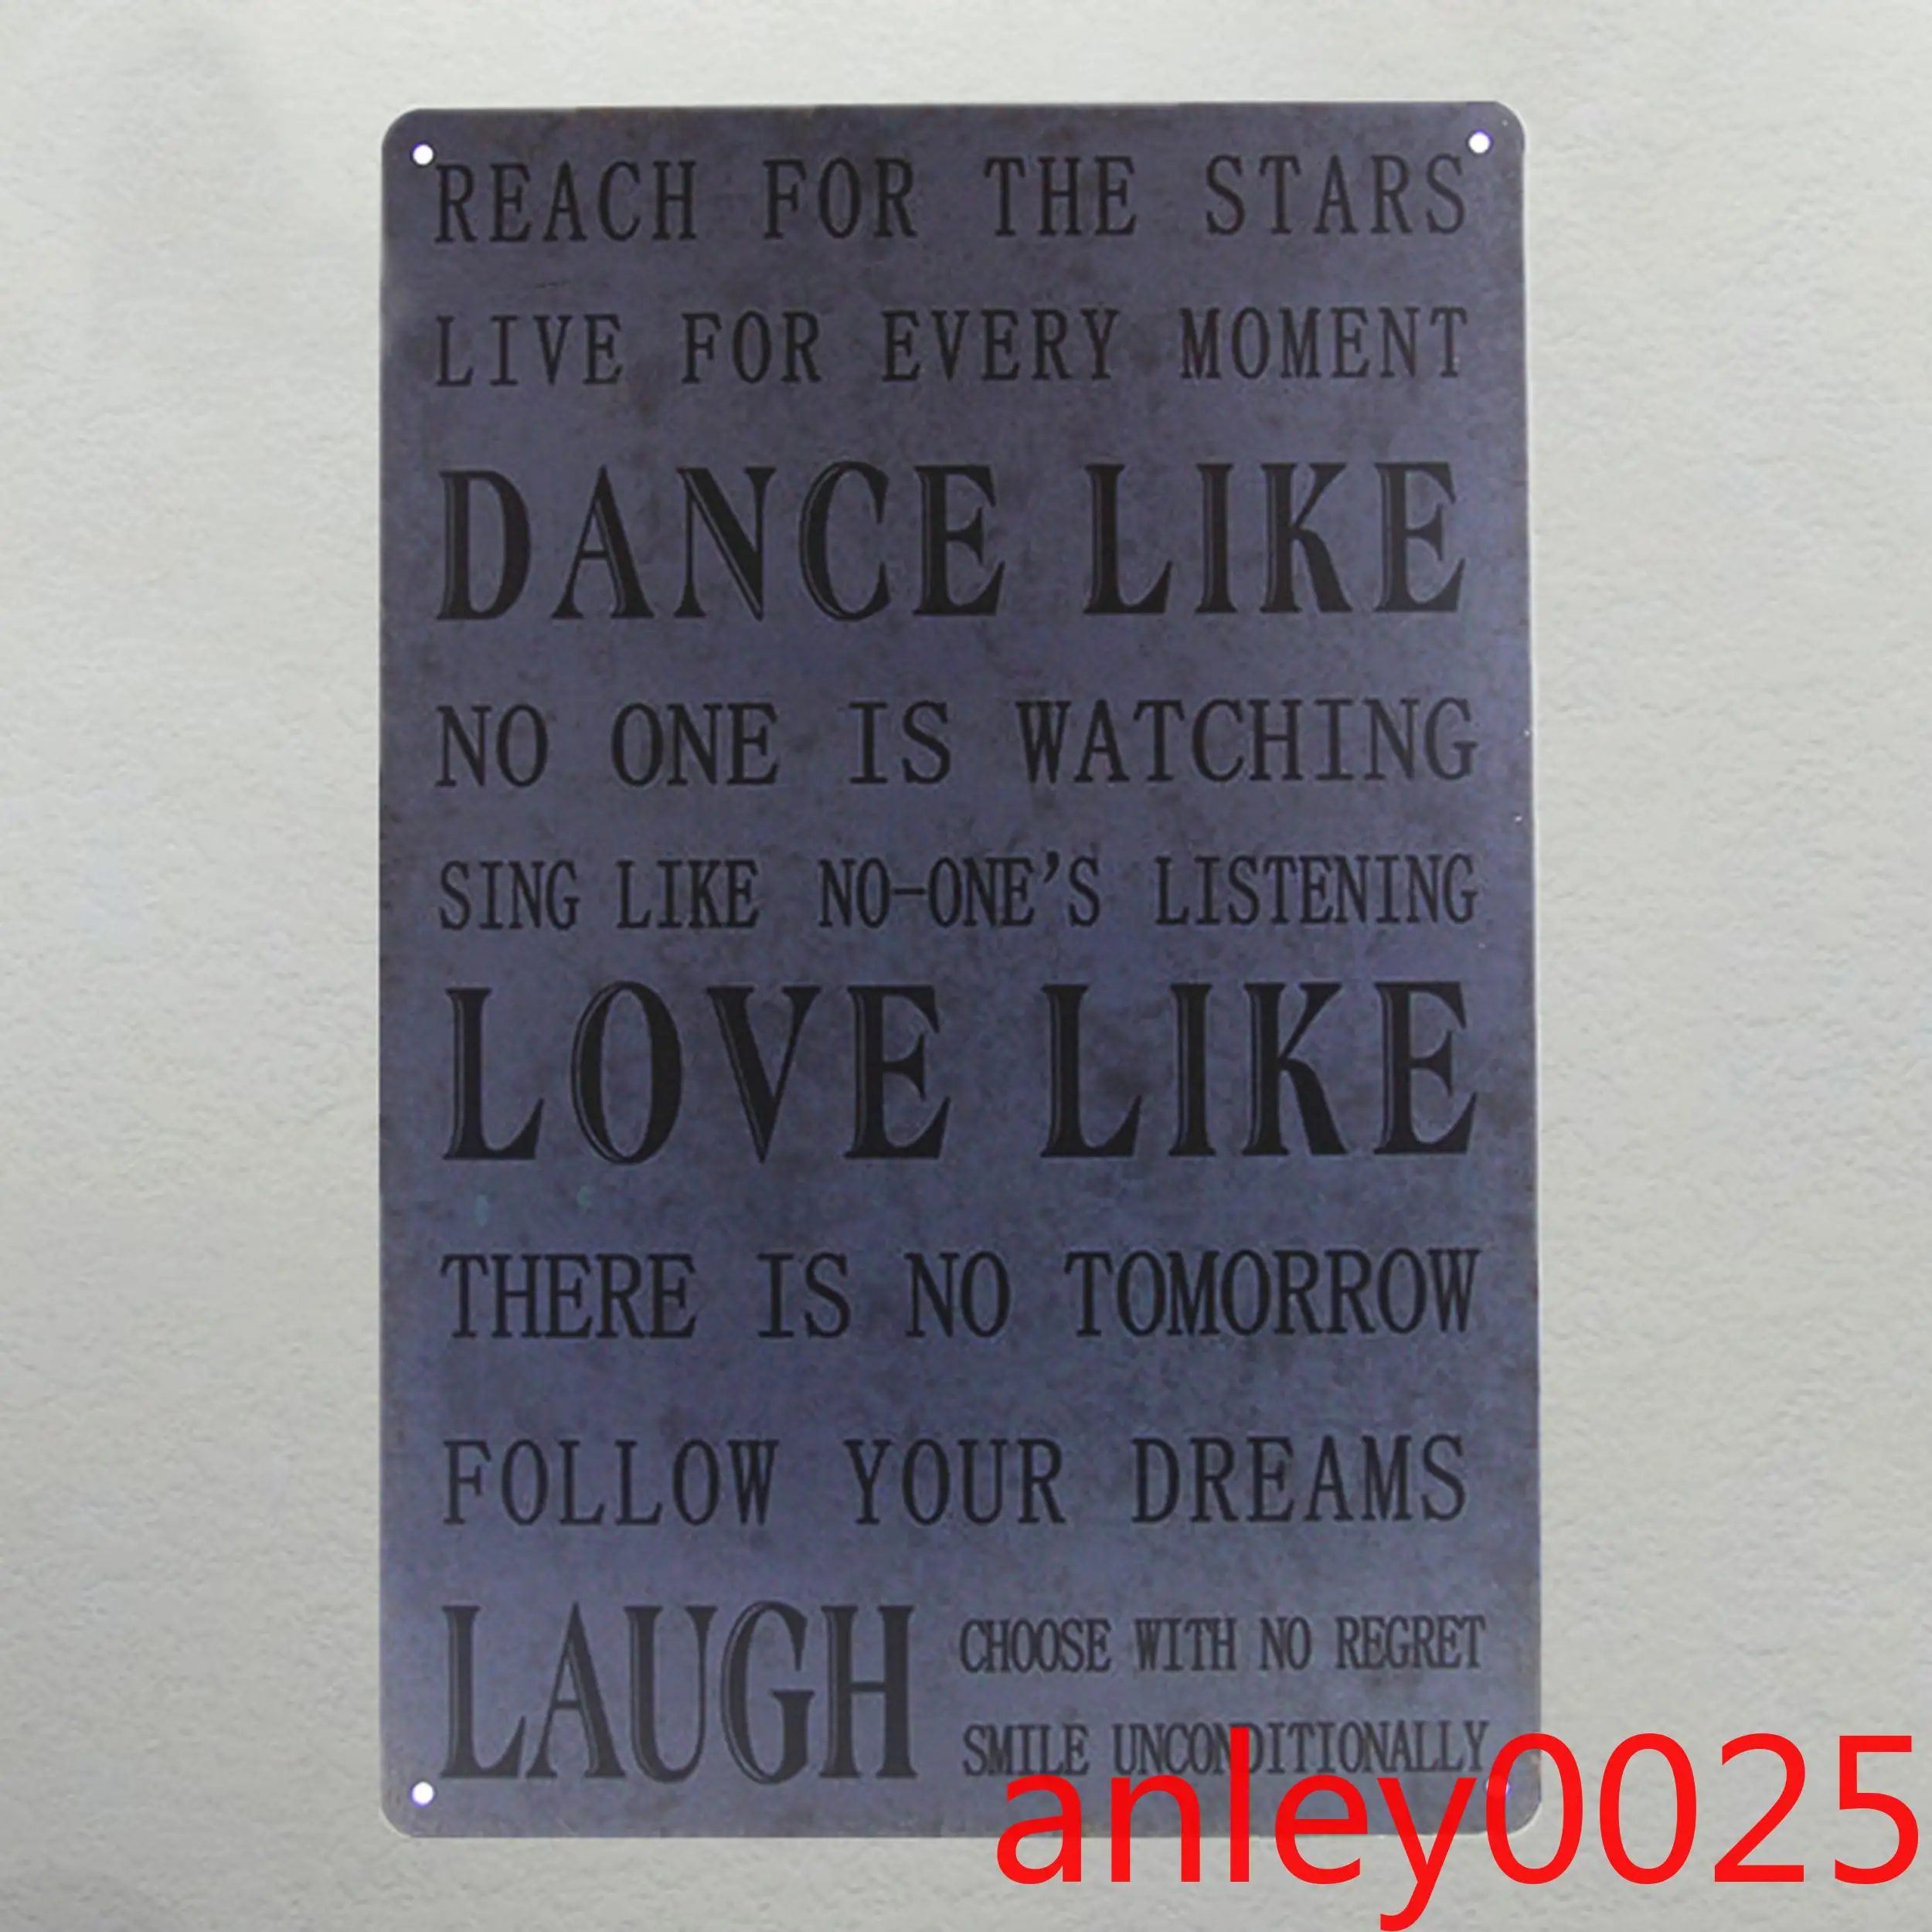 REACH FOR THE STARS
LIVE FOR EVERY MOMENT
DANCE LIKE
NO ONE IS WATCHING
SING LIKE NO-ONE'S LISTENING
LOVE LIKE
THERE IS NO TOMORROW
FOLLOW YOUR DREAMS
LAUGH
CHOOSE WITH NO REGRET
SMILE UNCONDITIONALLY
anley0025